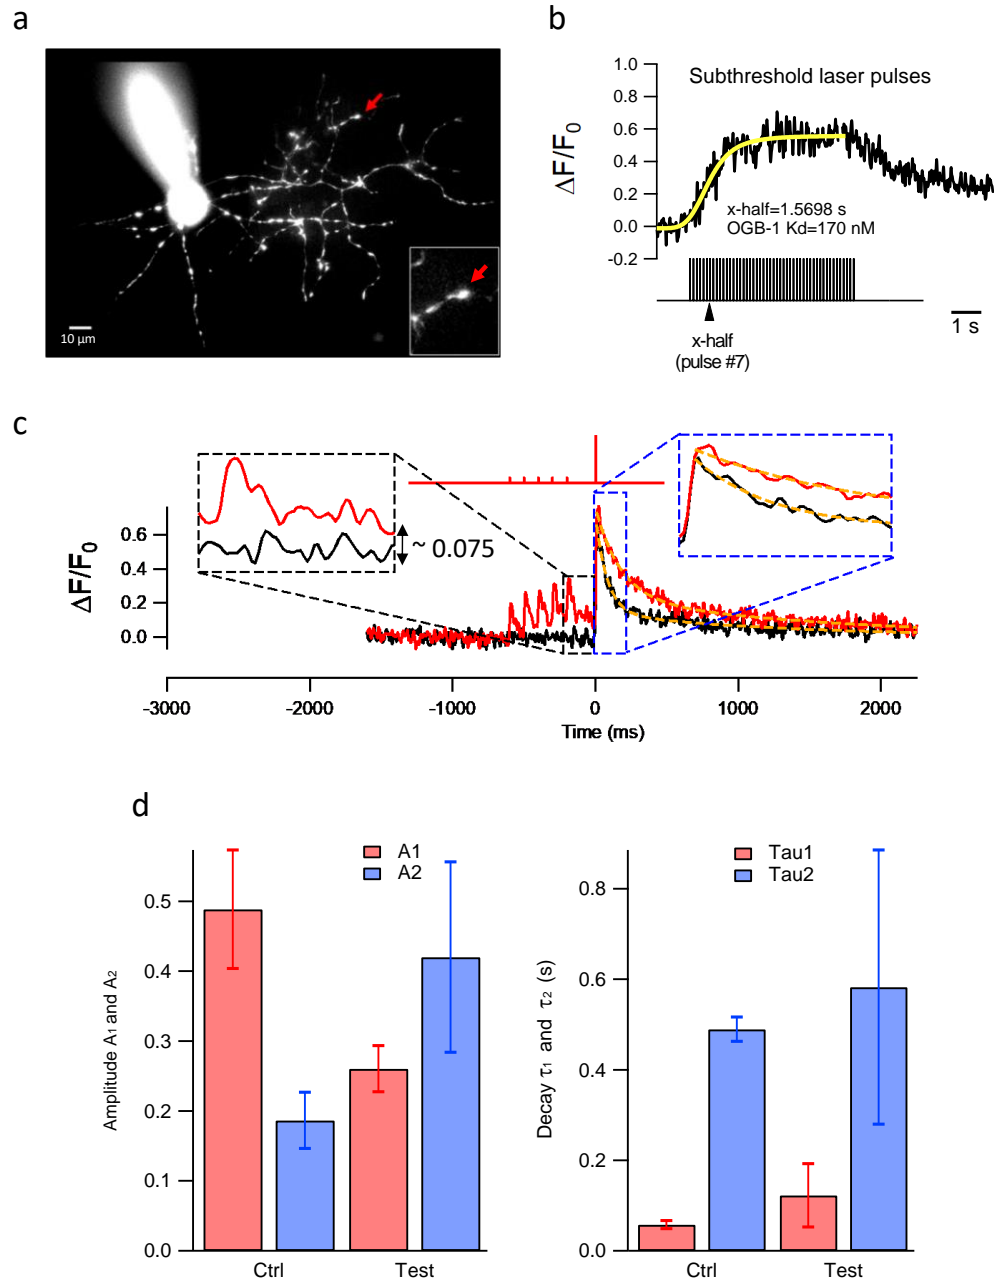 a
10 µm
b
Subthreshold laser pulses
ΔF/F0
1.0
0.8
0.6
0.4
0.2
0.0
-0.2
x-half=1.5698 s
OGB-1 Kd=170 nM
x-half
(pulse #7)
1 s
c
~ 0.075
ΔF/F0
0.6
0.4
0.2
0.0
-3000
-2000
-1000
0
1000
2000
Time (ms)
d
A1
A2
Amplitude A1 and A2
0.5
0.4
0.3
0.2
0.1
0.0
Ctrl
Test
Tau1
Tau2
Decay τ1 and τ2 (s)
0.8
0.6
0.4
0.2
0.0
Ctrl
Test